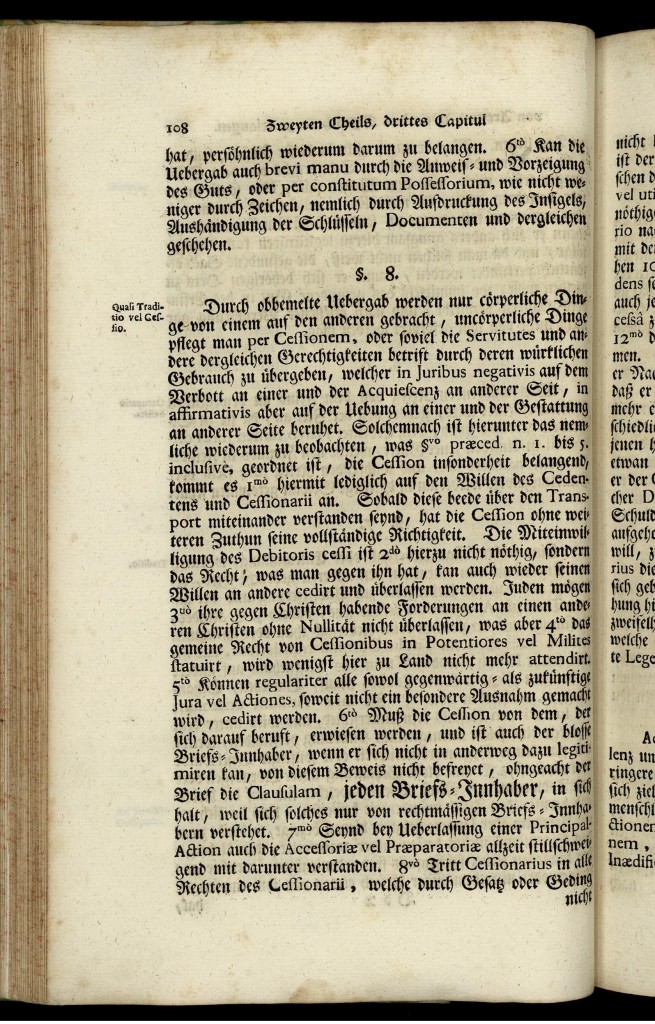 108 Zweyten Theils, drittes Capitul
hat, persöhnlich wiederum darum zu belangen. 6tò Kan die
Uebergab auch brevi manu durch die Anweis- und Vorzeigung
des Guts, oder per constitutum Possessorium, wie nicht we-
niger durch Zeichen, nemlich durch Ausdruckung des Insigels,
Aushändigung der Schlüsseln, Documenten und dergleichen
geschehen.
§. 8.
Quasi Tradi-
tio vel Ces-
sio.
Durch obbemelte Uebergab werden nur cörperliche Din-
ge von einem auf den anderen gebracht, uncörperliche Dinge
pflegt man per Cessionem, oder soviel die Servitutes und an-
dere dergleichen Gerechtigkeiten betrift durch deren würklichen
Gebrauch zu übergeben, welcher in Juribus negativis auf dem
Verbott an einer und der Acquiescenz an anderer Seit, in
affirmativis aber auf der Uebung an einer und der Gestattung
an anderer Seite beruhet. Solchemnach ist hierunter das nem-
liche wiederum zu beobachten, was §vo præced. n. 1. bis 5.
inclusivè, geordnet ist, die Cession insonderheit belangend,
kommt es 1mò hiermit lediglich auf den Willen des Ceden-
tens und Cessionarii an. Sobald diese beede über den Trans-
port miteinander verstanden seynd, hat die Cession ohne wei-
teren Zuthun seine vollständige Richtigkeit. Die Miteinwil-
ligung des Debitoris cessi ist 2dò hierzu nicht nöthig, sondern
das Recht, was man gegen ihn hat, kan auch wieder seinen
Willen an andere cedirt und überlassen werden. Juden mögen
3uò ihre gegen Christen habende Forderungen an einen ande-
ren Christen ohne Nullität nicht überlassen, was aber 4tò das
gemeine Recht von Cessionibus in Potentiores vel Milites
statuirt, wird wenigst hier zu Land nicht mehr attendirt.
5tò Können regulariter alle sowol gegenwärtig- als zukünftige
Jura vel Actiones, soweit nicht ein besondere Ausnahm gemacht
wird, cedirt werden. 6tò Muß die Cession von dem, der
sich darauf beruft, erwiesen werden, und ist auch der blosse
Briefs-Innhaber, wenn er sich nicht in anderweg dazu legiti-
miren kan, von diesem Beweis nicht befreyet, ohngeacht der
Brief die Clausulam, jeden Briefs-Innhaber, in sich
halt, weil sich solches nur von rechtmässigen Briefs-Innha-
bern verstehet. 7mò Seynd bey Ueberlassung einer Principal-
Action auch die Accessoriæ vel Præparatoriæ allzeit stillschwei-
gend mit darunter verstanden. 8vò Tritt Cessionarius in alle
Rechten des Cessionarii, welche durch Gesatz oder Geding
nicht